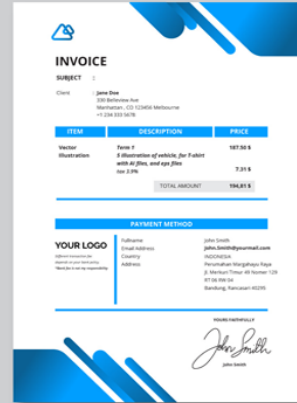 INVOICE
SUBJECT :
Client : Jane Doe
330 Belleview Ave
Manhattan , CO 123456 Melbourne
+1 234 333 5678
ITEM DESCRIPTION PRICE
Vector Illustration
Term 1
5 illustration of vehicle, for T-shirt
with AI files, and eps files
tax 3.9%
187.50 $
7.31 $
TOTAL AMOUNT 194,81 $
PAYMENT METHOD
YOUR LOGO
Fullname John Smith
Email Address John.Smith@yourmail.com
Country INDONESIA
Address Perumahan Margahayu Raya
Jl. Merkuri Timur 49 Nomer 129
RT 06 RW 04
Bandung, Rancasari 40295
YOURS FAITHFULLY
John Smith
John Smith